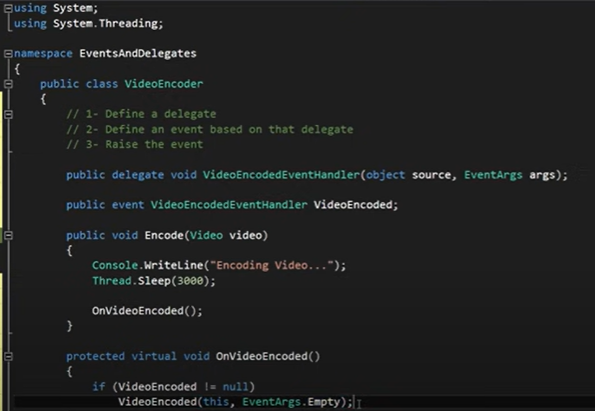 using System;
using System.Threading;
namespace EventsAndDelegates
{
public class VideoEncoder
{
// 1- Define a delegate
// 2- Define an event based on that delegate
// 3- Raise the event
public delegate void VideoEncodedEventHandler(object source, EventArgs args);
public event VideoEncodedEventHandler VideoEncoded;
public void Encode(Video video)
{
Console.WriteLine("Encoding Video...");
Thread.Sleep(3000);
OnVideoEncoded();
}
protected virtual void OnVideoEncoded()
{
if (VideoEncoded != null)
VideoEncoded(this, EventArgs.Empty);